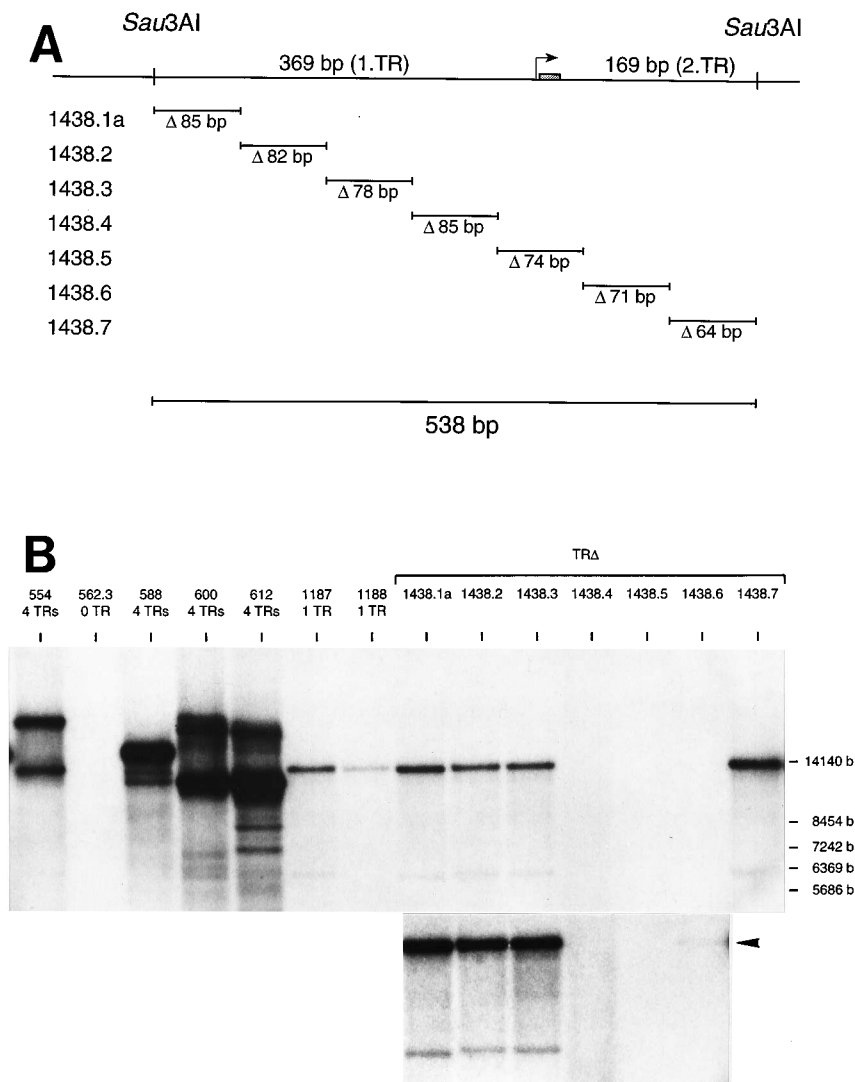 Sau3AI
Sau3AI
A
369 bp (1.TR)
169 bp (2.TR)
1438.1a
Δ 85 bp
1438.2
Δ 82 bp
1438.3
Δ 78 bp
1438.4
Δ 85 bp
1438.5
Δ 74 bp
1438.6
Δ 71 bp
1438.7
Δ 64 bp
538 bp
B
TRΔ
554 562.3 588 600 612 1187 1188 1438.1a 1438.2 1438.3 1438.4 1438.5 1438.6 1438.7
4 TRs 0 TR 4 TRs 4 TRs 4 TRs 1 TR 1 TR
14140 b
8454 b
7242 b
6369 b
5686 b